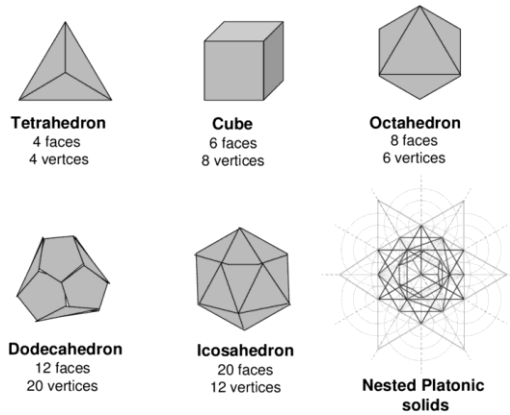 Tetrahedron
4 faces
4 vertces
Cube
6 faces
8 vertices
Octahedron
8 faces
6 vertices
Dodecahedron
12 faces
20 vertices
Icosahedron
20 faces
12 vertices
Nested Platonic
solids